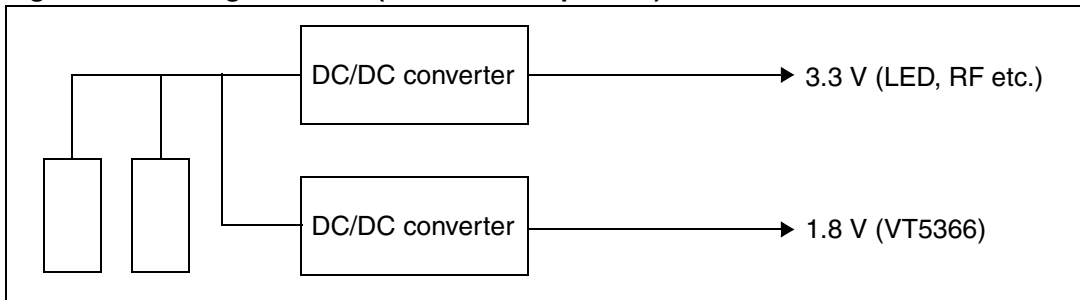 DC/DC converter
3.3 V (LED, RF etc.)
DC/DC converter
1.8 V (VT5366)